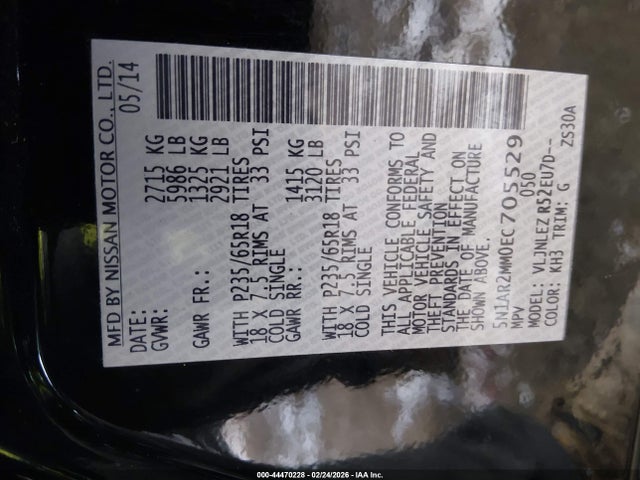 MFD BY NISSAN MOTOR CO., LTD.
DATE: 05/14
GVWR: 2715 KG
5986 LB
GAWR FR.: 1325 KG
2921 LB
WITH P235/65R18 TIRES
18 X 7.5 RIMS AT 33 PSI
COLD SINGLE
GAWR RR.: 1415 KG
3120 LB
WITH P235/65R18 TIRES
18 X 7.5 RIMS AT 33 PSI
COLD SINGLE
THIS VEHICLE CONFORMS TO
ALL APPLICABLE FEDERAL
MOTOR VEHICLE SAFETY AND
THEFT PREVENTION
STANDARDS IN EFFECT ON
THE DATE OF MANUFACTURE
SHOWN ABOVE.
5N1AR2MM0EC705529
MPV 050
MODEL: VLJNLEZ R52EU7D--
COLOR: KH3 TRIM: G ZS30A
000-44470228 - 02/24/2026 - IAA Inc.